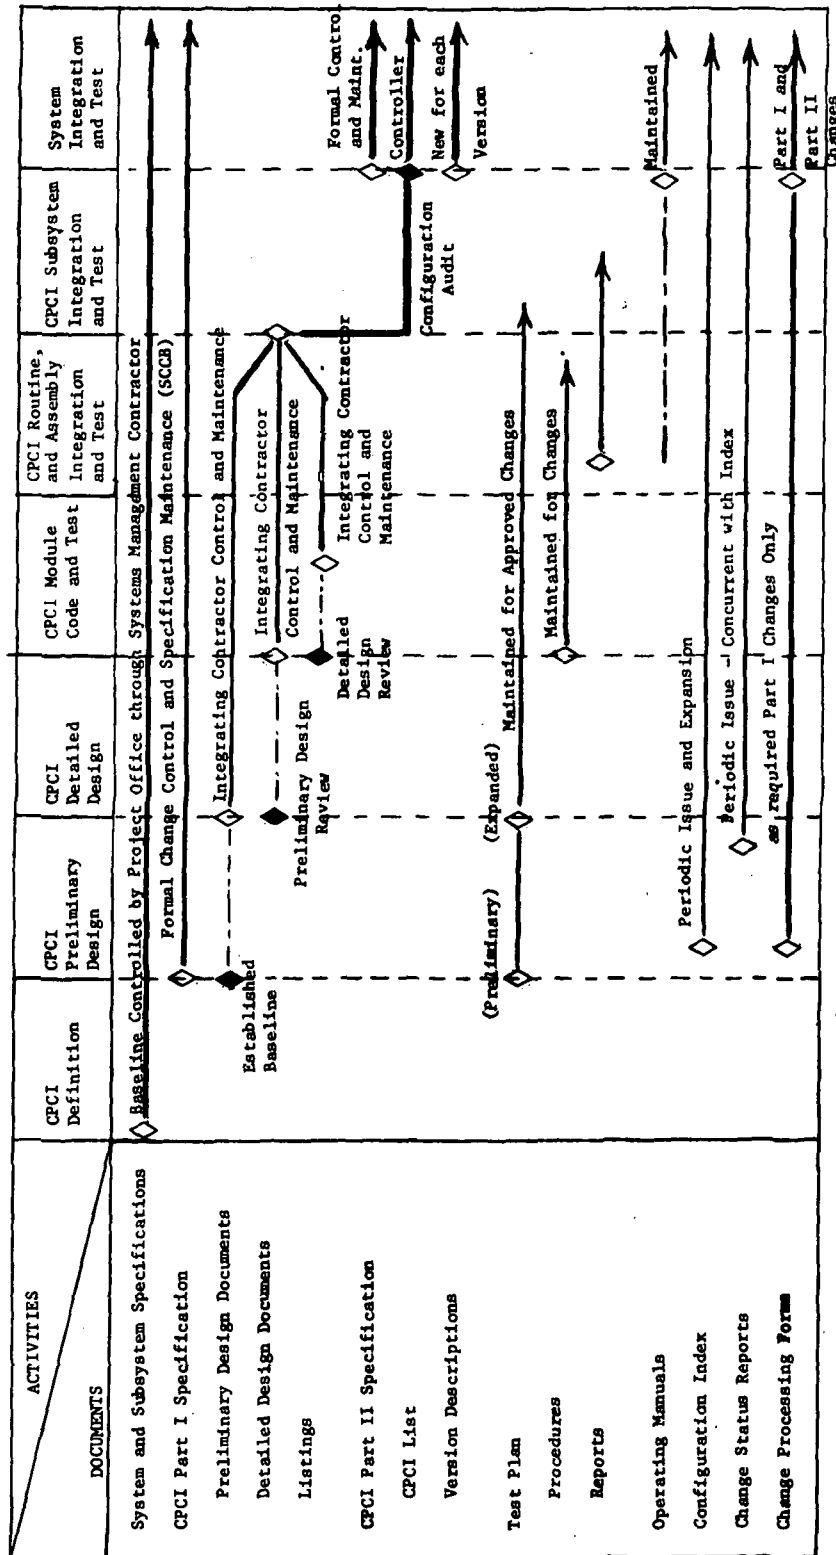 ACTIVITIES
DOCUMENTS
CPCI
Definition
CPCI
Preliminary
Design
CPCI
Detailed
Design
CPCI Module
Code and Test
CPCI Routine,
and Assembly
Integration
and Test
CPCI Subsystem
Integration
and Test
System
Integration
and Test
System and Subsystem Specifications
Baseline Controlled by Project Office through Systems Management Contractor
CPCI Part I Specification
Formal Change Control and Specification Maintenance (SCCB)
Preliminary Design Documents
Established
Baseline
Integrating Contractor Control and Maintenance
Detailed Design Documents
Preliminary Design
Review
Integrating Contractor
Control and Maintenance
Listings
Detailed
Design
Review
Integrating Contractor
Control and
Maintenance
CPCI Part II Specification
Formal Control
and Maint.
CPCI List
Configuration
Audit
Controller
Version Descriptions
New for each
Version
Test Plan
(Preliminary)
(Expanded)
Maintained for Approved Changes
Procedures
Maintained for Changes
Reports
Operating Manuals
Maintained
Configuration Index
Periodic Issue and Expansion
Change Status Reports
Periodic Issue - Concurrent with Index
Change Processing Forms
as required Part I Changes Only
Part I and
Part II
Changes